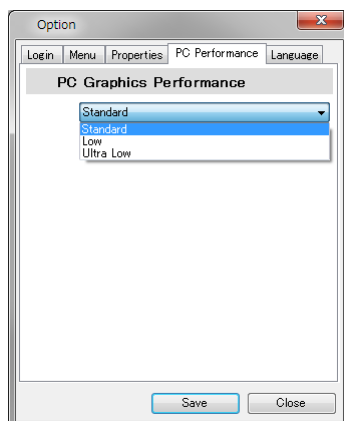 Option
Login Menu Properties PC Performance Language
PC Graphics Performance
Standard
Standard
Low
Ultra Low
Save Close